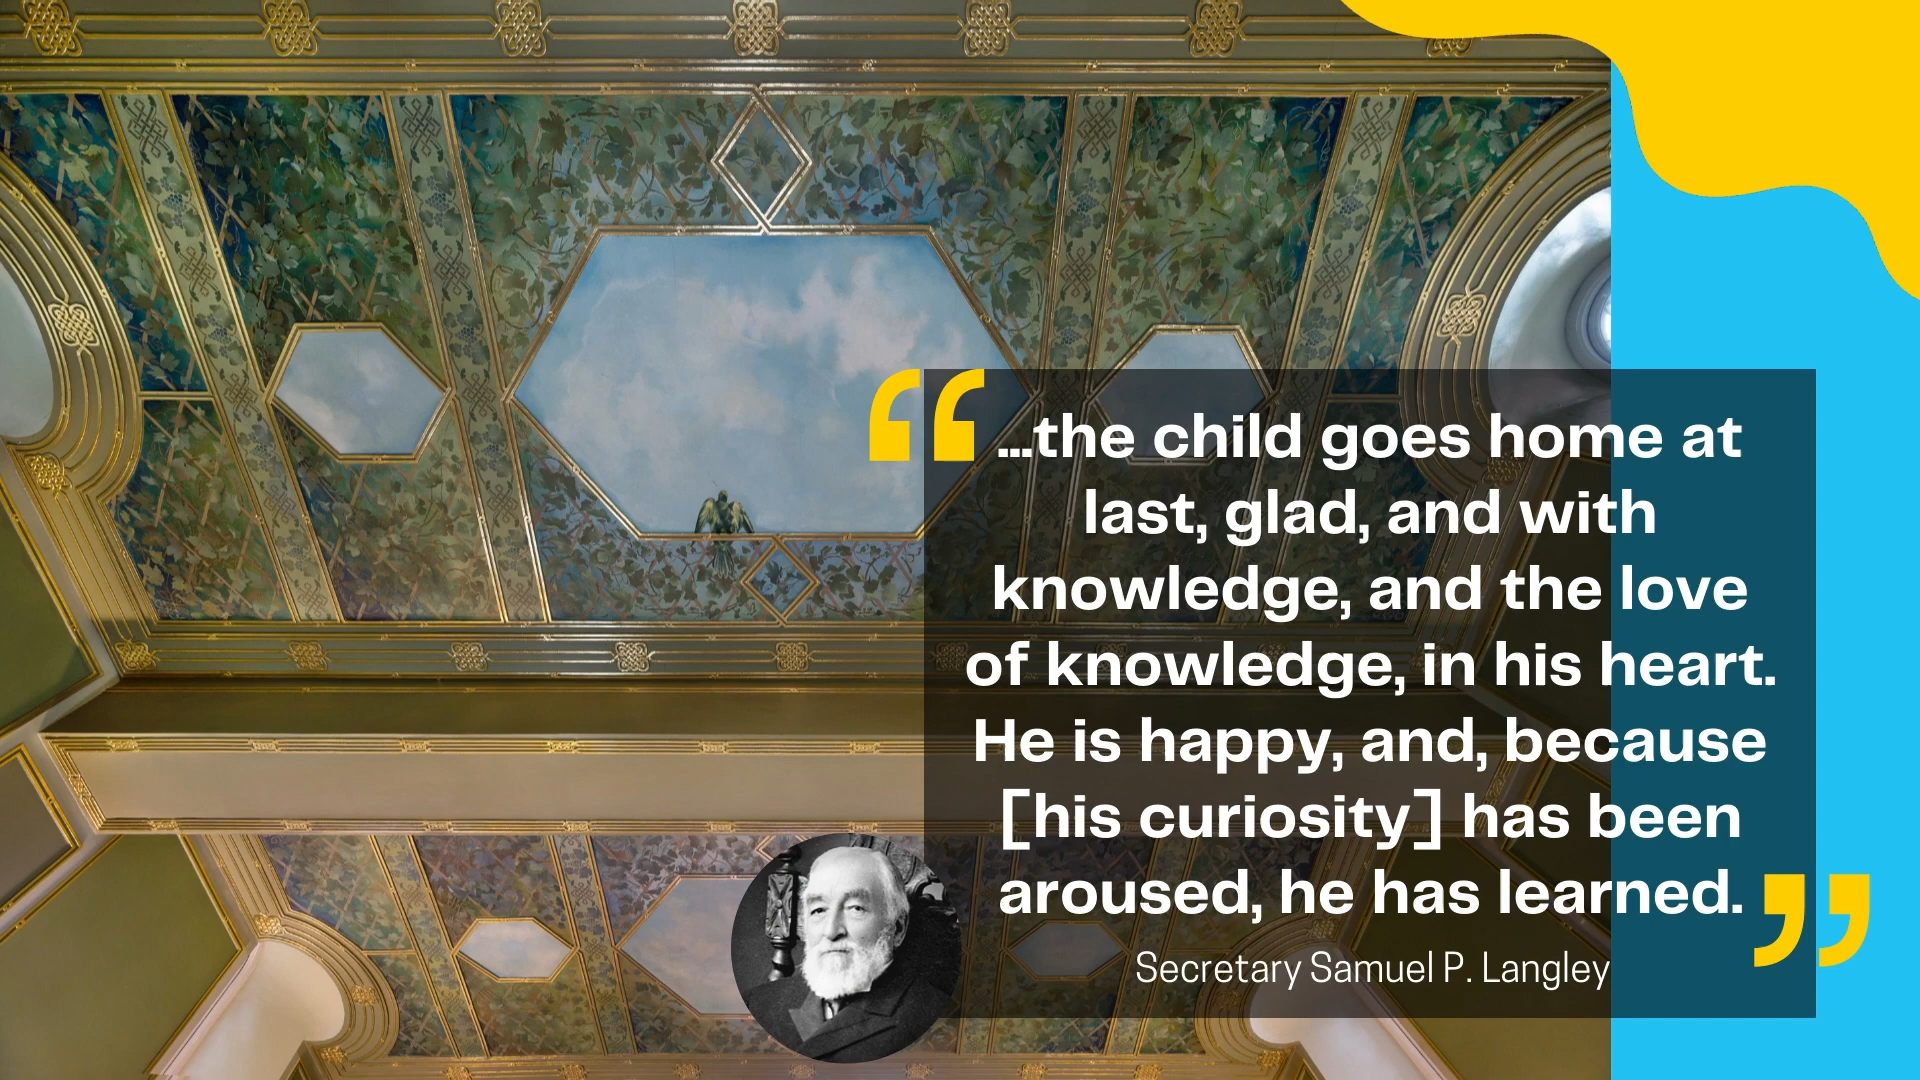 “...the child goes home at
last, glad, and with
knowledge, and the love
of knowledge, in his heart.
He is happy, and, because
[his curiosity] has been
aroused, he has learned.”
Secretary Samuel P. Langley